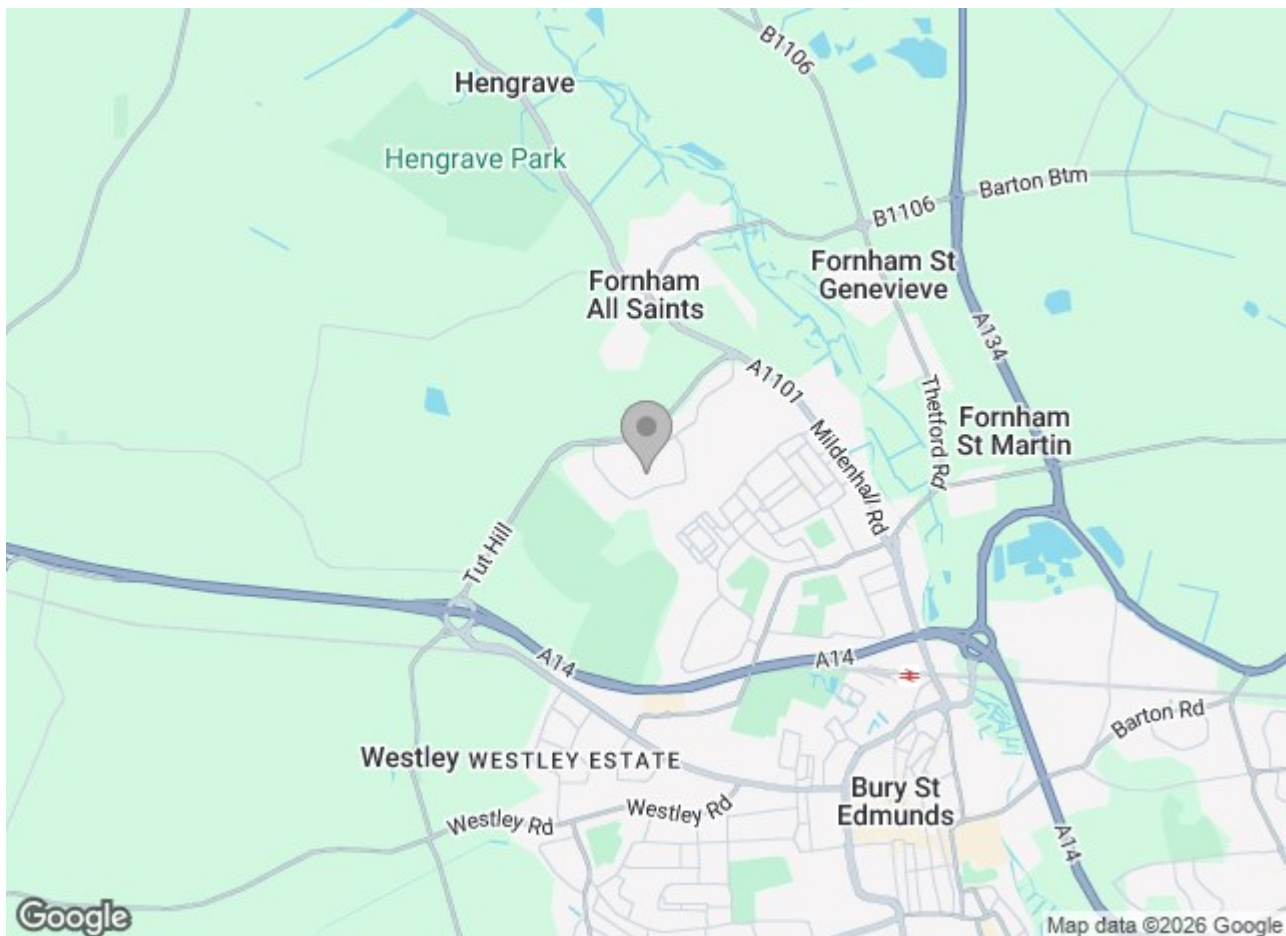 B1106
Hengrave
Hengrave Park
Barton Btm
B1106
Fornham
All Saints
Fornham St
Genevieve
A134
A1101
Thetford Rd
Fornham
St Martin
Mildenhall Rd
Tut Hill
A14
A14
Barton Rd
Westley
WESTLEY ESTATE
Bury St
Edmunds
Westley Rd
Westley Rd
A14
Google
Map data ©2026 Google